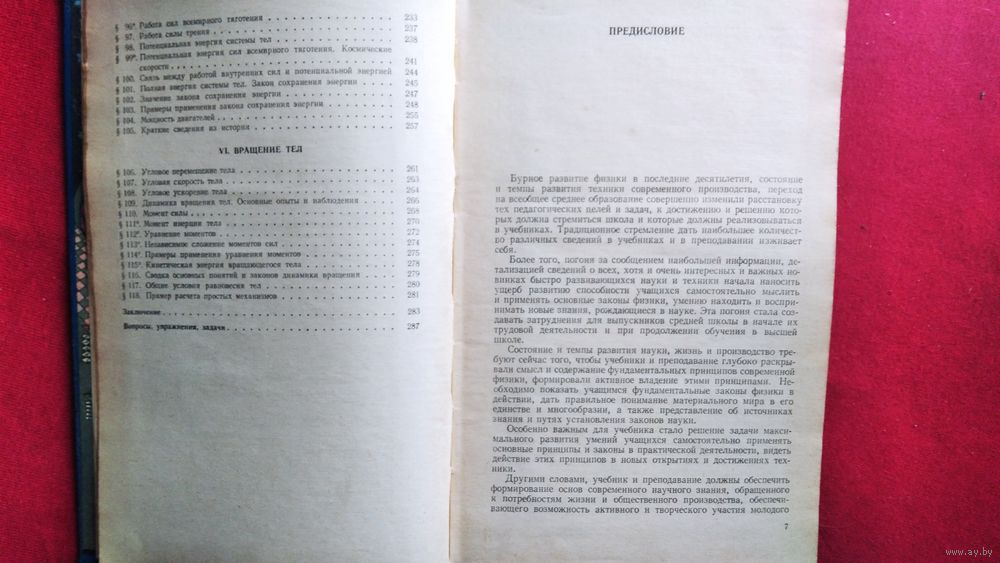 § 96*. Работа сил всемирного тяготения . . . . . . . . . . . . 233
§ 97. Работа силы трения . . . . . . . . . . . . 237
§ 98. Потенциальная энергия системы тел . . . . . . . . . . . . 238
§ 99*. Потенциальная энергия сил всемирного тяготения. Космические
скорости . . . . . . . . . . . . 241
§ 100. Связь между работой внутренних сил и потенциальной энергией 244
§ 101. Полная энергия системы тел. Закон сохранения энергии . . . . 245
§ 102. Значение закона сохранения энергии . . . . . . . . 247
§ 103. Примеры применения закона сохранения энергии . . . . . . 248
§ 104. Мощность двигателей . . . . . . . . . . . . 255
§ 105. Краткие сведения из истории . . . . . . . . . . . . 257
VI. ВРАЩЕНИЕ ТЕЛ
§ 106. Угловое перемещение тела . . . . . . . . . . . . 261
§ 107. Угловая скорость тела . . . . . . . . . . . . 263
§ 108. Угловое ускорение тела . . . . . . . . . . . . 264
§ 109. Динамика вращения тел. Основные опыты и наблюдения . . . . 266
§ 110. Момент силы . . . . . . . . . . . . 268
§ 111*. Момент инерции тела . . . . . . . . . . . . 270
§ 112*. Уравнение моментов . . . . . . . . . . . . 272
§ 113*. Независимое сложение моментов сил . . . . . . . . 274
§ 114*. Примеры применения уравнения моментов . . . . . . . . 275
§ 115*. Кинетическая энергия вращающегося тела . . . . . . . . 278
§ 116. Сводка основных понятий и законов динамики вращения . . . . 279
§ 117. Общие условия равновесия тел . . . . . . . . 280
§ 118. Пример расчета простых механизмов . . . . . . . . 281
Заключение . . . . . . . . . . . . 283
Вопросы, упражнения, задачи . . . . . . . . . . . . 287
ПРЕДИСЛОВИЕ
Бурное развитие физики в последние десятилетия, состояние
и темпы развития техники современного производства, переход
на всеобщее среднее образование совершенно изменили расстановку
тех педагогических целей и задач, к достижению и решению кото-
рых должна стремиться школа и которые должны реализовываться
в учебниках. Традиционное стремление дать наибольшее количест-
во различных сведений в учебниках и в преподавании изживает
себя.
Более того, погоня за сообщением наибольшей информации, де-
тализацией сведений о всех, хотя и очень интересных и важных но-
винках быстро развивающихся науки и техники начала наносить
ущерб развитию способности учащихся самостоятельно мыслить
и применять основные законы физики, умению находить и воспри-
нимать новые знания, рождающиеся в науке. Эта погоня стала соз-
давать затруднения для выпускников средней школы в начале их
трудовой деятельности и при продолжении обучения в высшей
школе.
Состояние и темпы развития науки, жизнь и производство тре-
буют сейчас того, чтобы учебники и преподавание глубоко раскры-
вали смысл и содержание фундаментальных принципов современной
физики, формировали активное владение этими принципами. Не-
обходимо показать учащимся фундаментальные законы физики в
действии, дать правильное понимание материального мира в его
единстве и многообразии, а также представление об источниках
знания и путях установления законов науки.
Особенно важным для учебника стало решение задачи макси-
мального развития умений учащихся самостоятельно применять
основные принципы и законы в практической деятельности, видеть
действие этих принципов в новых открытиях и достижениях тех-
ники.
Другими словами, учебник и преподавание должны обеспечить
формирование основ современного научного знания, обращенного
к потребностям жизни и общественного производства, обеспечи-
вающего возможность активного и творческого участия молодого
7
www.ay.by